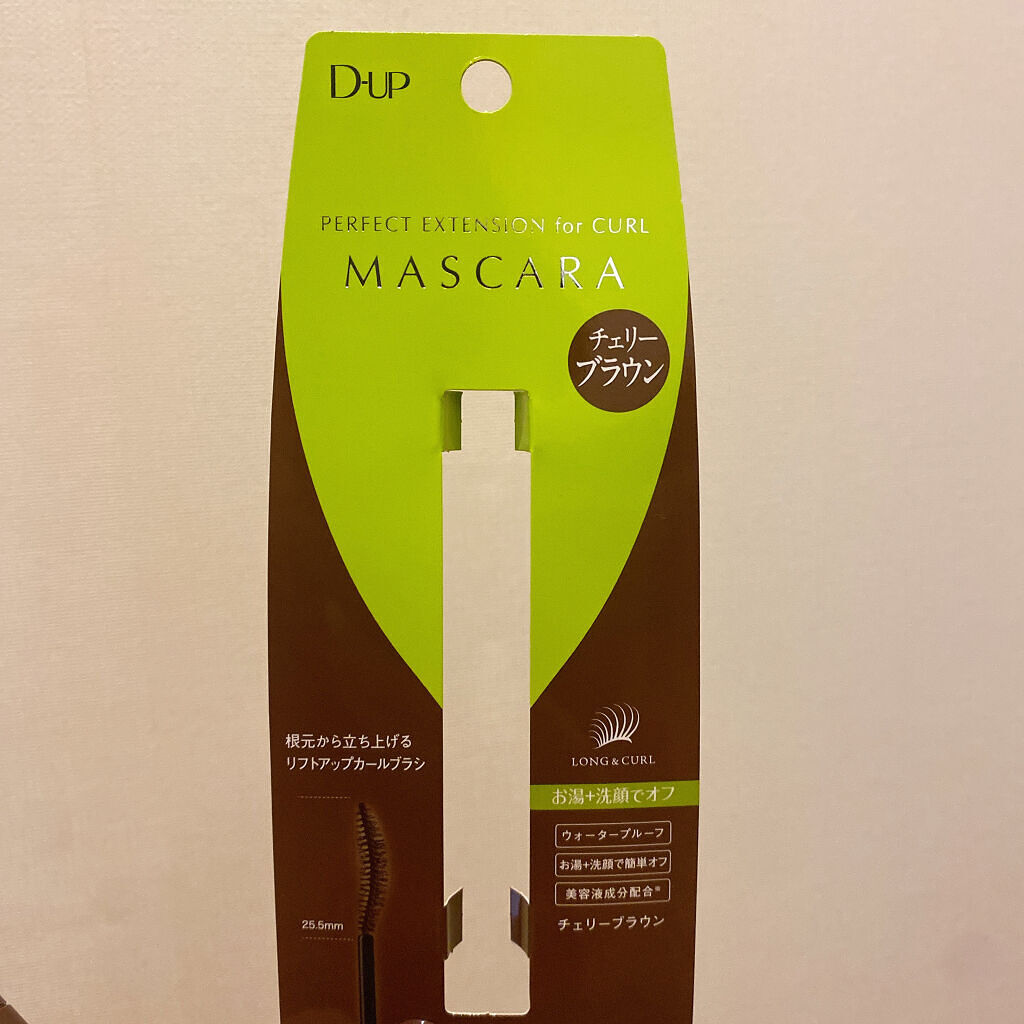 D-UP
PERFECT EXTENSION for CURL
MASCARA
チェリー
ブラウン
根元から立ち上げる
リフトアップカールブラシ
25.5mm
LONG & CURL
お湯+洗顔でオフ
ウォータープルーフ
お湯+洗顔で簡単オフ
美容液成分配合※
チェリーブラウン